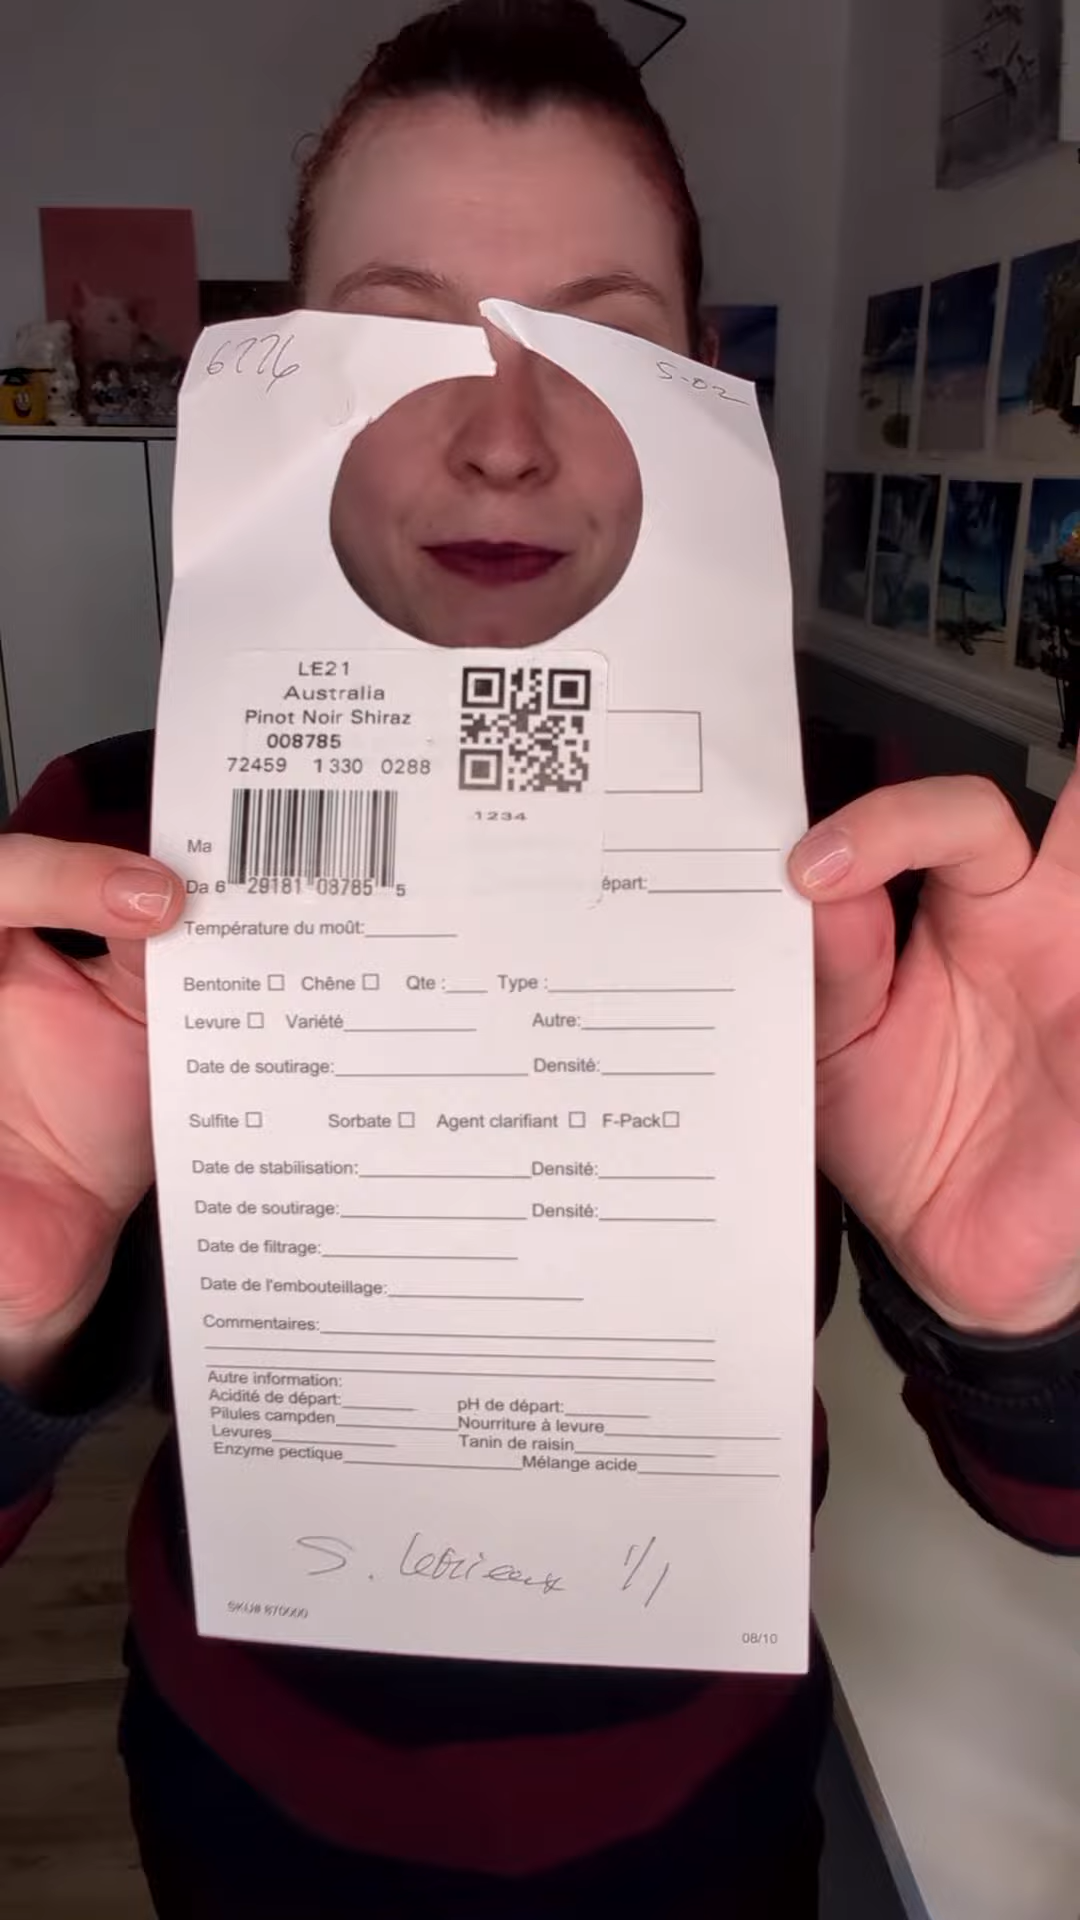 6776 S-02
LE21
Australia
Pinot Noir Shiraz
008785
72459 1330 0288
1234
Ma
Da 6 29181 08785 5 épart:
Température du moût:
Bentonite ☐ Chêne ☐ Qte : Type :
Levure ☐ Variété Autre:
Date de soutirage: Densité:
Sulfite ☐ Sorbate ☐ Agent clarifiant ☐ F-Pack☐
Date de stabilisation: Densité:
Date de soutirage: Densité:
Date de filtrage:
Date de l'embouteillage:
Commentaires:
Autre information:
Acidité de départ: pH de départ:
Pilules campden Nourriture à levure
Levures Tanin de raisin
Enzyme pectique Mélange acide
S. 1/1
SKU# 870000
08/10